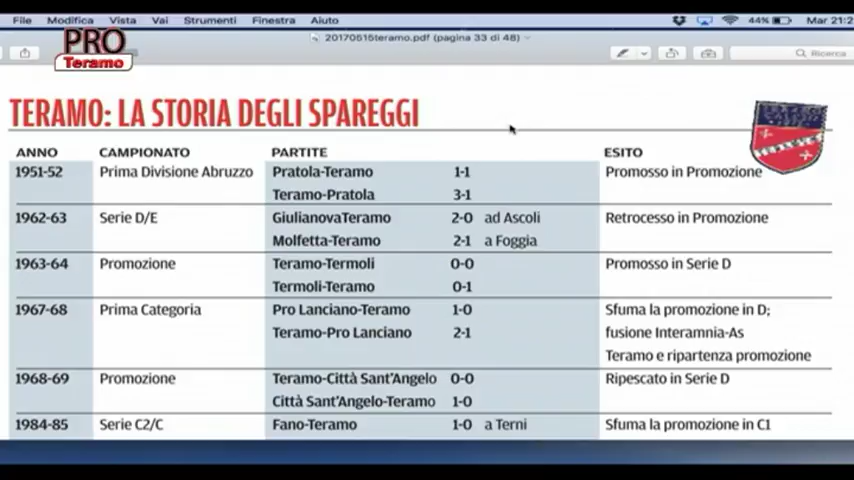 File Modifica Vista Vai Strumenti Finestra Aiuto 44% Mar 21:2
20170515teramo.pdf (pagina 33 di 48)
Ricerca
PRO
Teramo
TERAMO: LA STORIA DEGLI SPAREGGI
TERAMO
ANNO CAMPIONATO PARTITE ESITO
1951-52 Prima Divisione Abruzzo Pratola-Teramo 1-1 Promosso in Promozione
Teramo-Pratola 3-1
1962-63 Serie D/E GiulianovaTeramo 2-0 ad Ascoli Retrocesso in Promozione
Molfetta-Teramo 2-1 a Foggia
1963-64 Promozione Teramo-Termoli 0-0 Promosso in Serie D
Termoli-Teramo 0-1
1967-68 Prima Categoria Pro Lanciano-Teramo 1-0 Sfuma la promozione in D;
Teramo-Pro Lanciano 2-1 fusione Interamnia-As
Teramo e ripartenza promozione
1968-69 Promozione Teramo-Città Sant'Angelo 0-0 Ripescato in Serie D
Città Sant'Angelo-Teramo 1-0
1984-85 Serie C2/C Fano-Teramo 1-0 a Terni Sfuma la promozione in C1